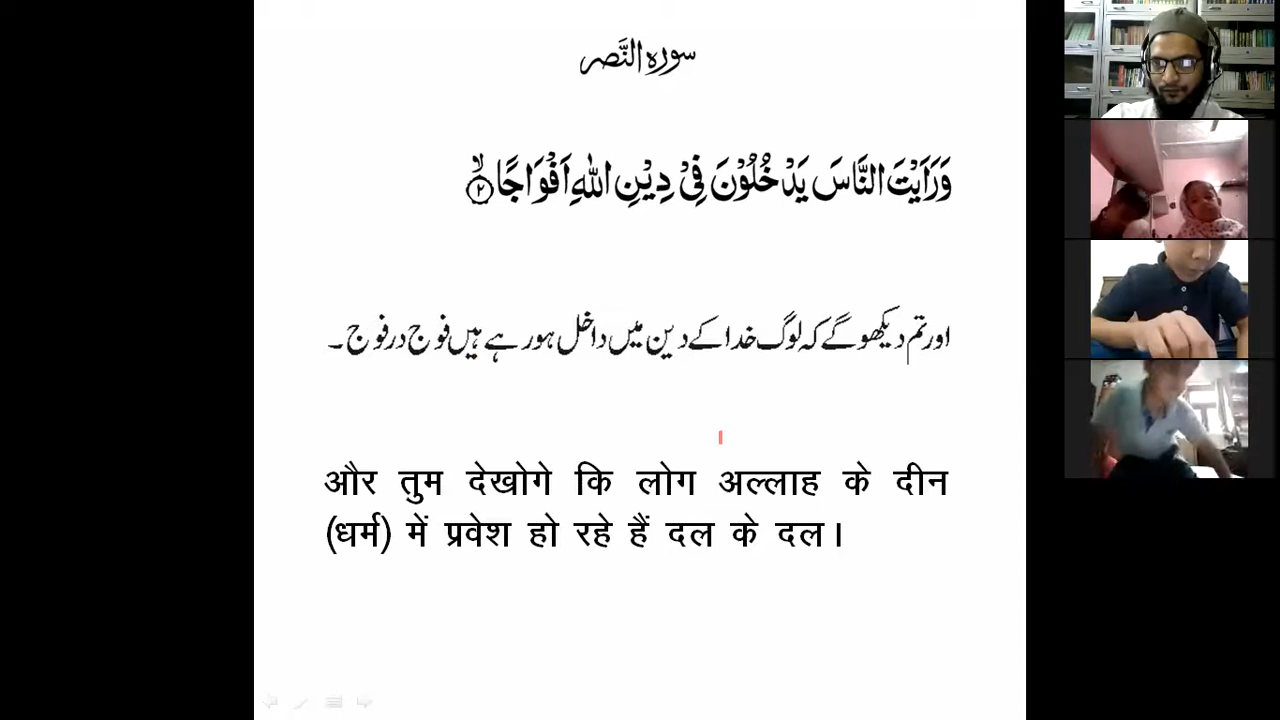 سورہ النَّصر
وَرَاَيْتَ النَّاسَ يَدْخُلُوْنَ فِىْ دِيْنِ اللّٰهِ اَفْوَاجًا ۙ‏﴿۲﴾
اور تم دیکھو گے کہ لوگ خدا کے دین میں داخل ہو رہے ہیں فوج در فوج۔
और तुम देखोगे कि लोग अल्लाह के दीन
(धर्म) में प्रवेश हो रहे हैं दल के दल।